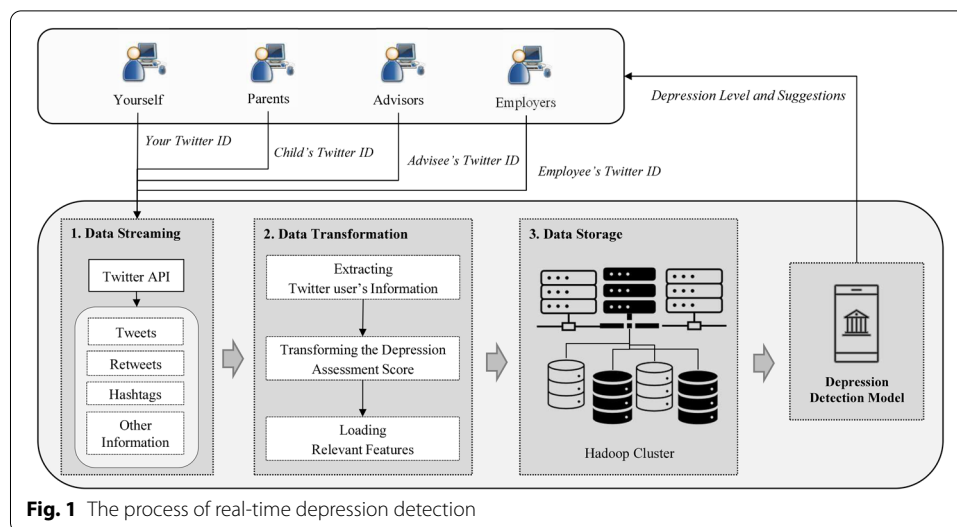 Yourself
Parents
Advisors
Employers
Depression Level and Suggestions
Your Twitter ID
Child's Twitter ID
Advisee's Twitter ID
Employee's Twitter ID
1. Data Streaming
Twitter API
Tweets
Retweets
Hashtags
Other
Information
2. Data Transformation
Extracting
Twitter user's Information
Transforming the Depression
Assessment Score
Loading
Relevant Features
3. Data Storage
Hadoop Cluster
Depression
Detection Model
Fig. 1 The process of real-time depression detection